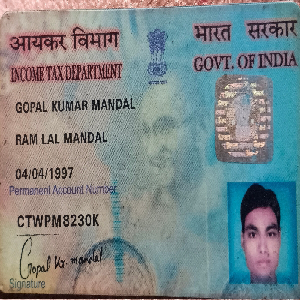 आयकर विभाग
भारत सरकार
INCOME TAX DEPARTMENT
GOVT. OF INDIA
GOPAL KUMAR MANDAL
RAM LAL MANDAL
04/04/1997
Permanent Account Number
CTWPM8230K
Gopal Kr. mandal
Signature